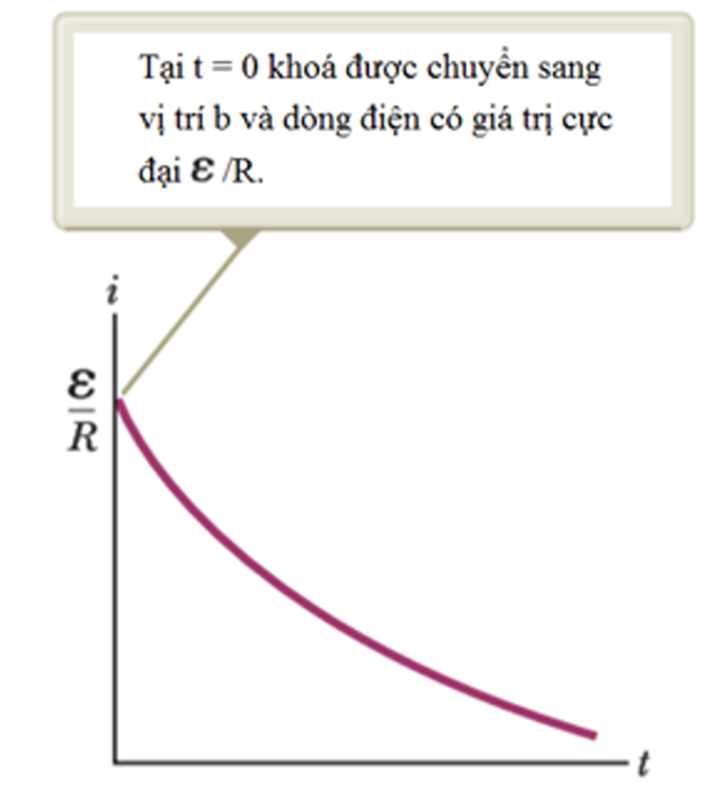 Tại t = 0 khoá được chuyển sang
vị trí b và dòng điện có giá trị cực
đại ε /R.
i
ε
R
t